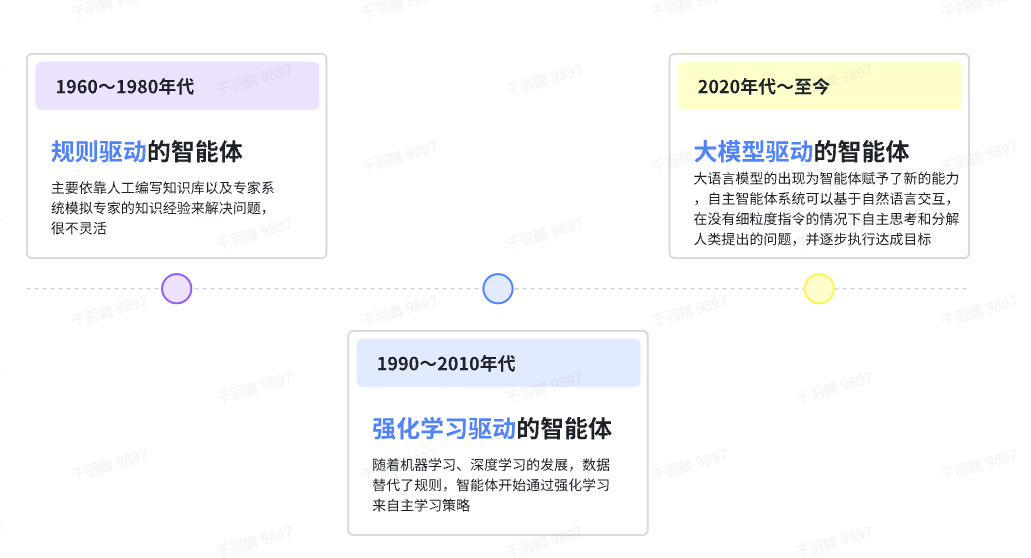 1960～1980年代
规则驱动的智能体
主要依靠人工编写知识库以及专家系
统模拟专家的知识经验来解决问题，
很不灵活
1990～2010年代
强化学习驱动的智能体
随着机器学习、深度学习的发展，数据
替代了规则，智能体开始通过强化学习
来自主学习策略
2020年代～至今
大模型驱动的智能体
大语言模型的出现为智能体赋予了新的能力
，自主智能体系统可以基于自然语言交互，
在没有细粒度指令的情况下自主思考和分解
人类提出的问题，并逐步执行达成目标
千羽鹤 9897